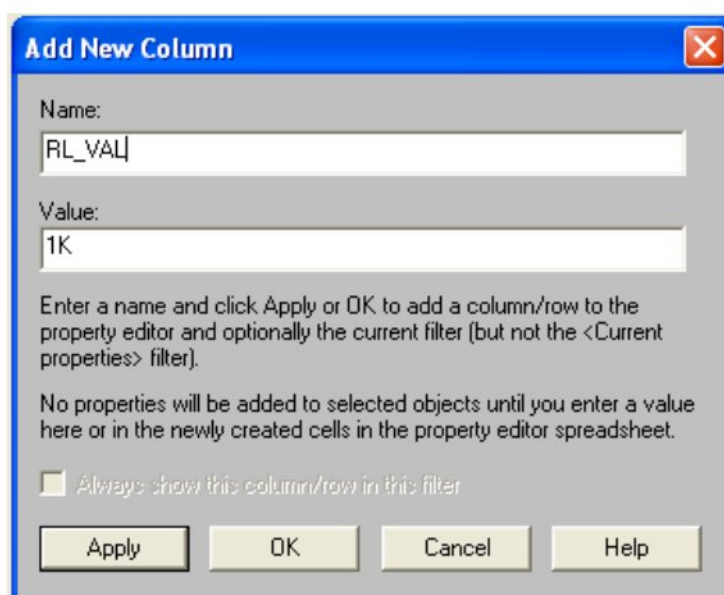 Add New Column
Name:
RL_VAL
Value:
1K
Enter a name and click Apply or OK to add a column/row to the
property editor and optionally the current filter (but not the <Current
properties> filter).
No properties will be added to selected objects until you enter a value
here or in the newly created cells in the property editor spreadsheet.
Always show this column/row in this filter
Apply OK Cancel Help